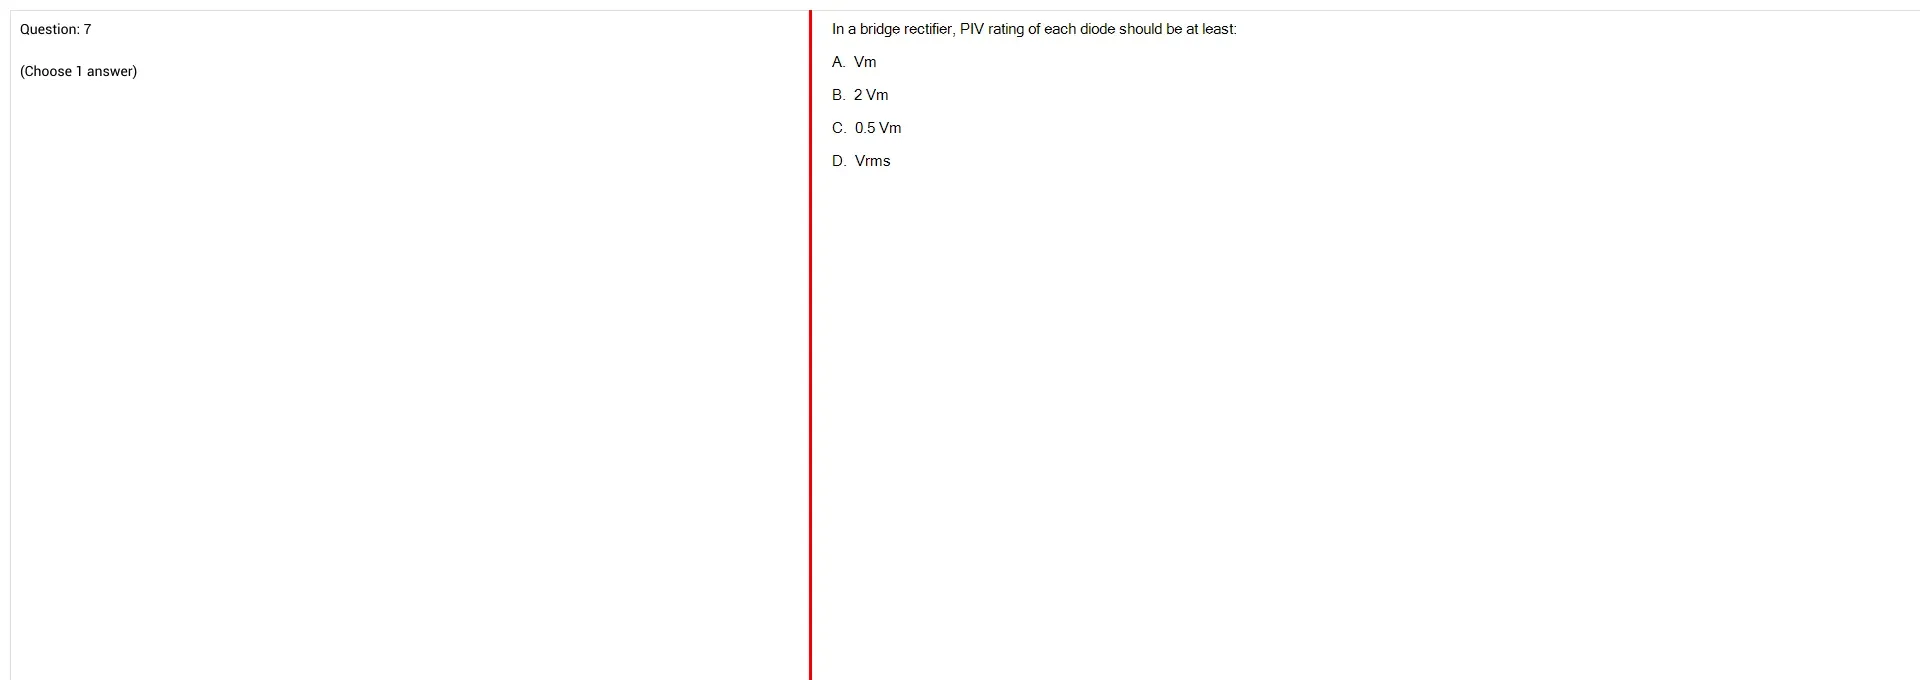 Question: 7
(Choose 1 answer)
In a bridge rectifier, PIV rating of each diode should be at least:
A. Vm
B. 2 Vm
C. 0.5 Vm
D. Vrms